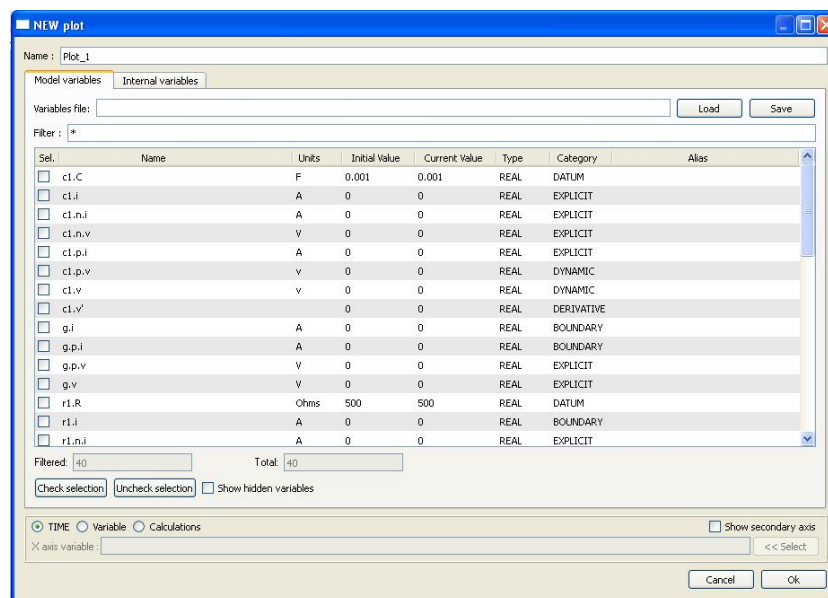 NEW plot
Name : Plot_1
Model variables Internal variables
Variables file: Load Save
Filter : *
Sel. Name Units Initial Value Current Value Type Category Alias
c1.C F 0.001 0.001 REAL DATUM
c1.i A 0 0 REAL EXPLICIT
c1.n.i A 0 0 REAL EXPLICIT
c1.n.v V 0 0 REAL EXPLICIT
c1.p.i A 0 0 REAL EXPLICIT
c1.p.v v 0 0 REAL DYNAMIC
c1.v v 0 0 REAL DYNAMIC
c1.v' 0 0 REAL DERIVATIVE
g.i A 0 0 REAL BOUNDARY
g.p.i A 0 0 REAL BOUNDARY
g.p.v V 0 0 REAL EXPLICIT
g.v V 0 0 REAL EXPLICIT
r1.R Ohms 500 500 REAL DATUM
r1.i A 0 0 REAL BOUNDARY
r1.n.i A 0 0 REAL EXPLICIT
Filtered: 40 Total: 40
Check selection Uncheck selection Show hidden variables
TIME Variable Calculations Show secondary axis
X axis variable : << Select
Cancel Ok